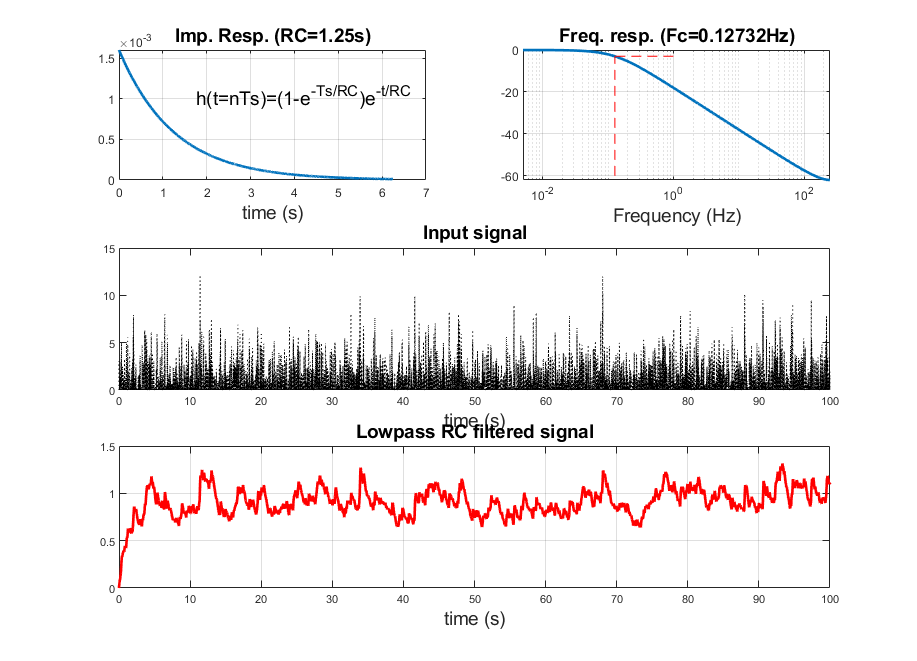 Imp. Resp. (RC=1.25s)
×10-3
1.5
1
0.5
0
h(t=nTs)=(1-e-Ts/RC)e-t/RC
0 1 2 3 4 5 6 7
time (s)
Freq. resp. (Fc=0.12732Hz)
0
-20
-40
-60
10-2 100 102
Frequency (Hz)
Input signal
15
10
5
0
0 10 20 30 40 50 60 70 80 90 100
time (s)
Lowpass RC filtered signal
1.5
1
0.5
0
0 10 20 30 40 50 60 70 80 90 100
time (s)